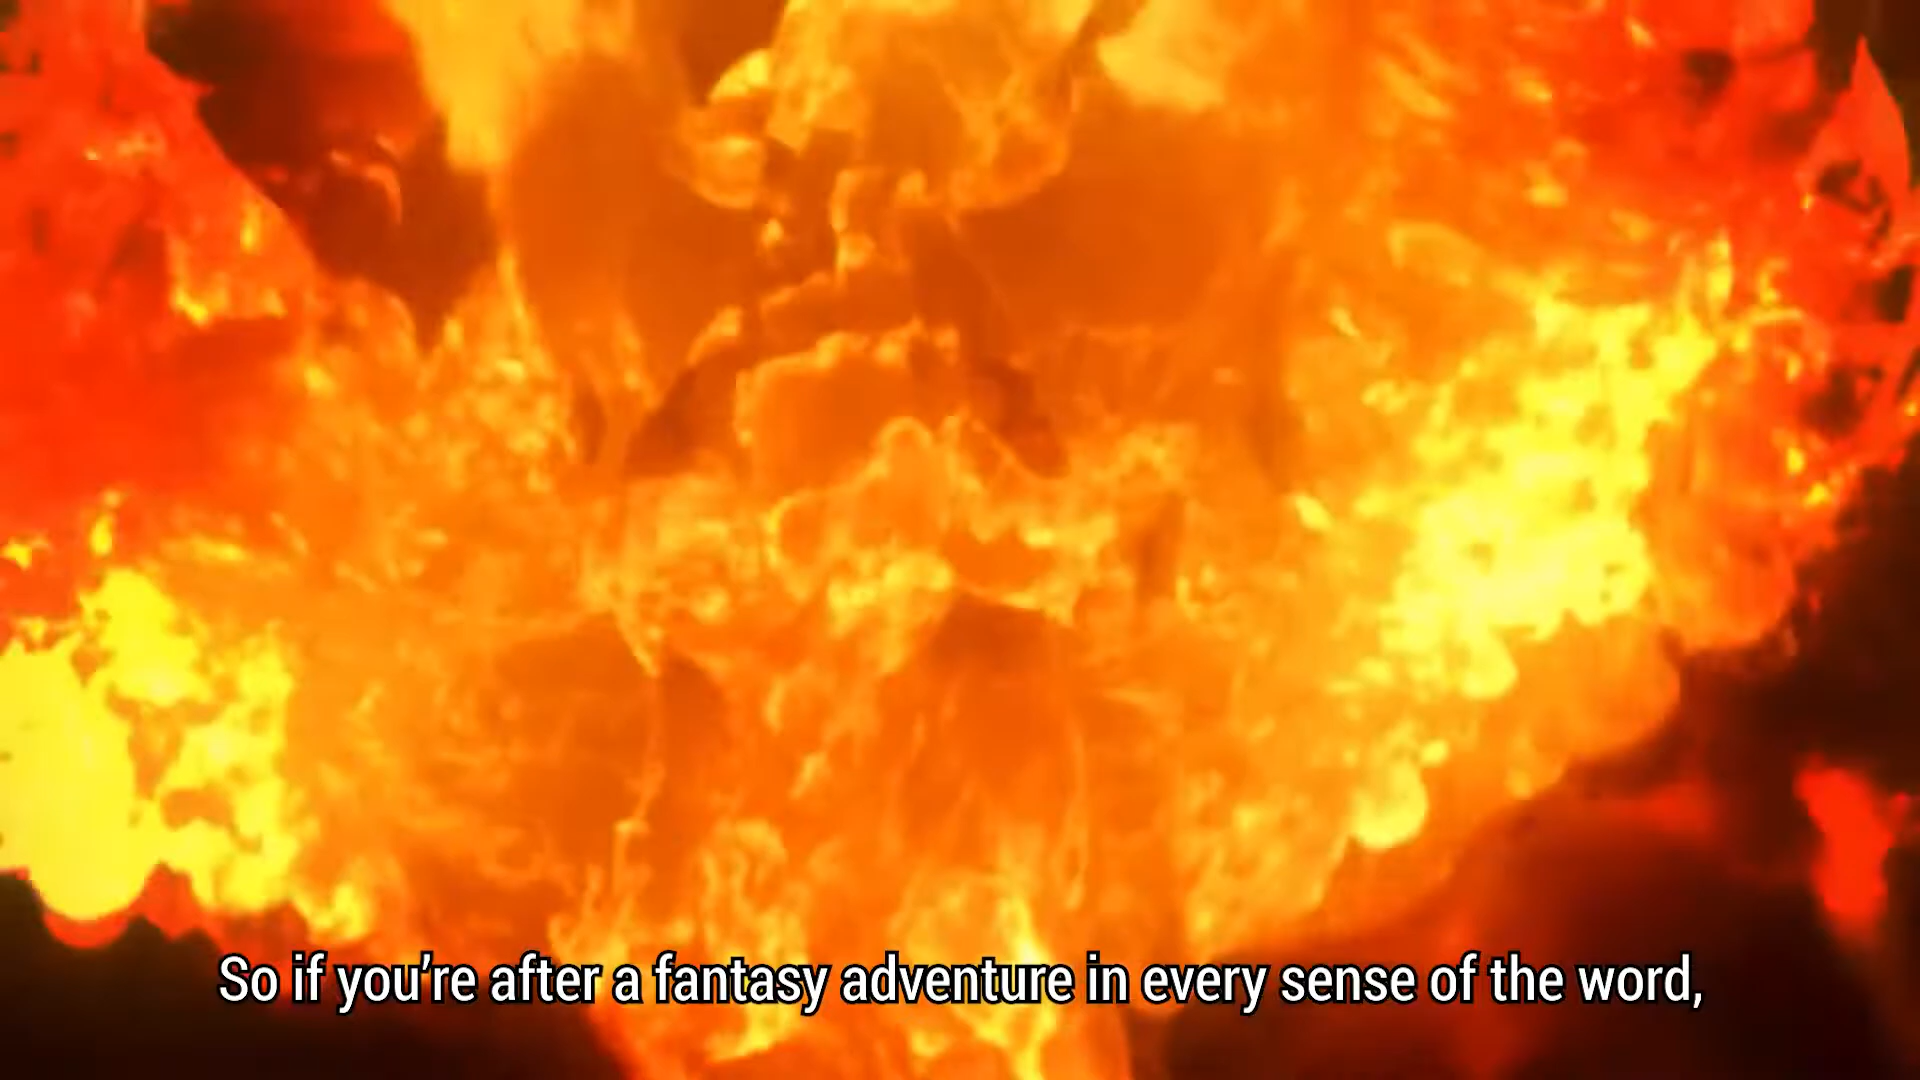 So if you’re after a fantasy adventure in every sense of the word,